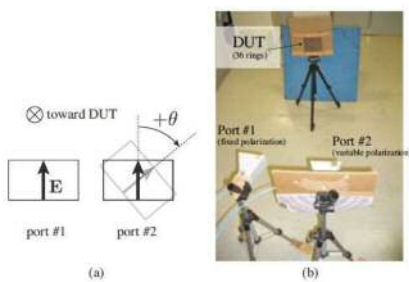 ⊗ toward DUT
+θ
E
port #1
port #2
(a)
DUT
(36 rings)
Port #1
(fixed polarization)
Port #2
(variable polarization)
(b)